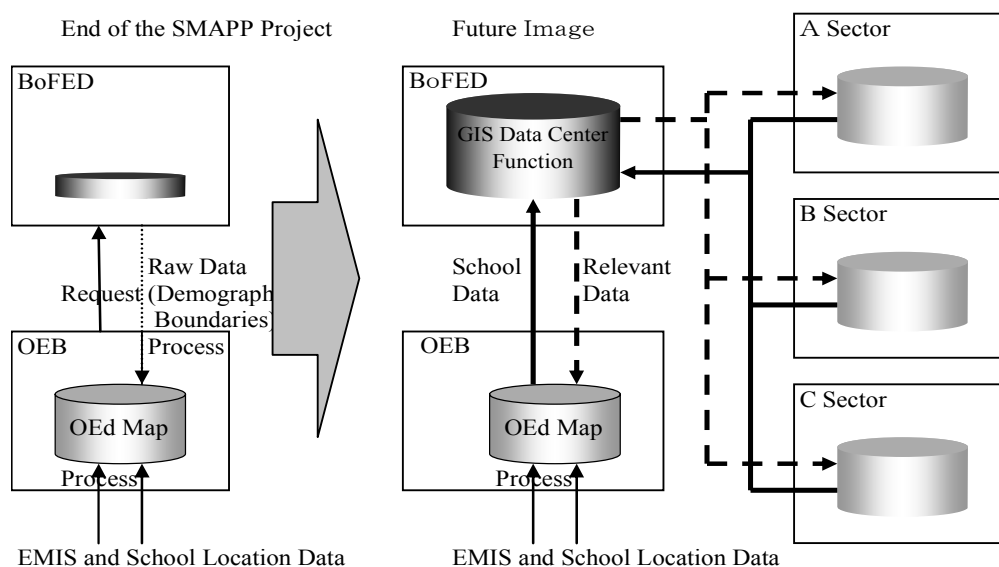 End of the SMAPP Project
BoFED
Raw Data
Request (Demograph
Boundaries)
Process
OEB
OEd Map
Process
EMIS and School Location Data
Future Image
BoFED
GIS Data Center
Function
School
Data
Relevant
Data
OEB
OEd Map
Process
EMIS and School Location Data
A Sector
B Sector
C Sector